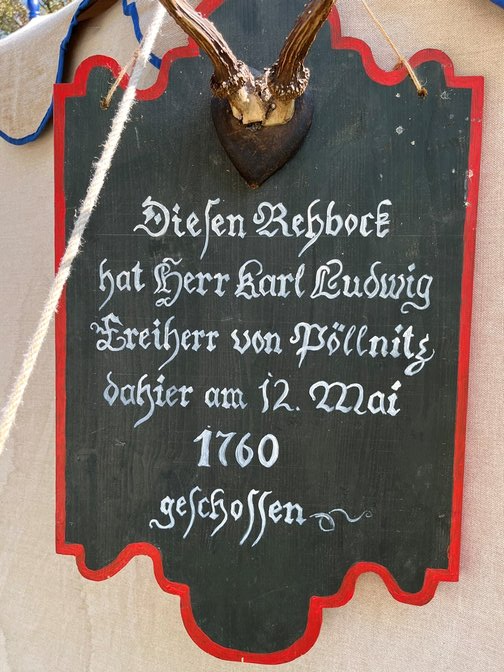 Dieſen Rehbock
hat Herr Karl Ludwig
Freiherr von Pöllnitz
dahier am 12. Mai
1760
geſchoſſen